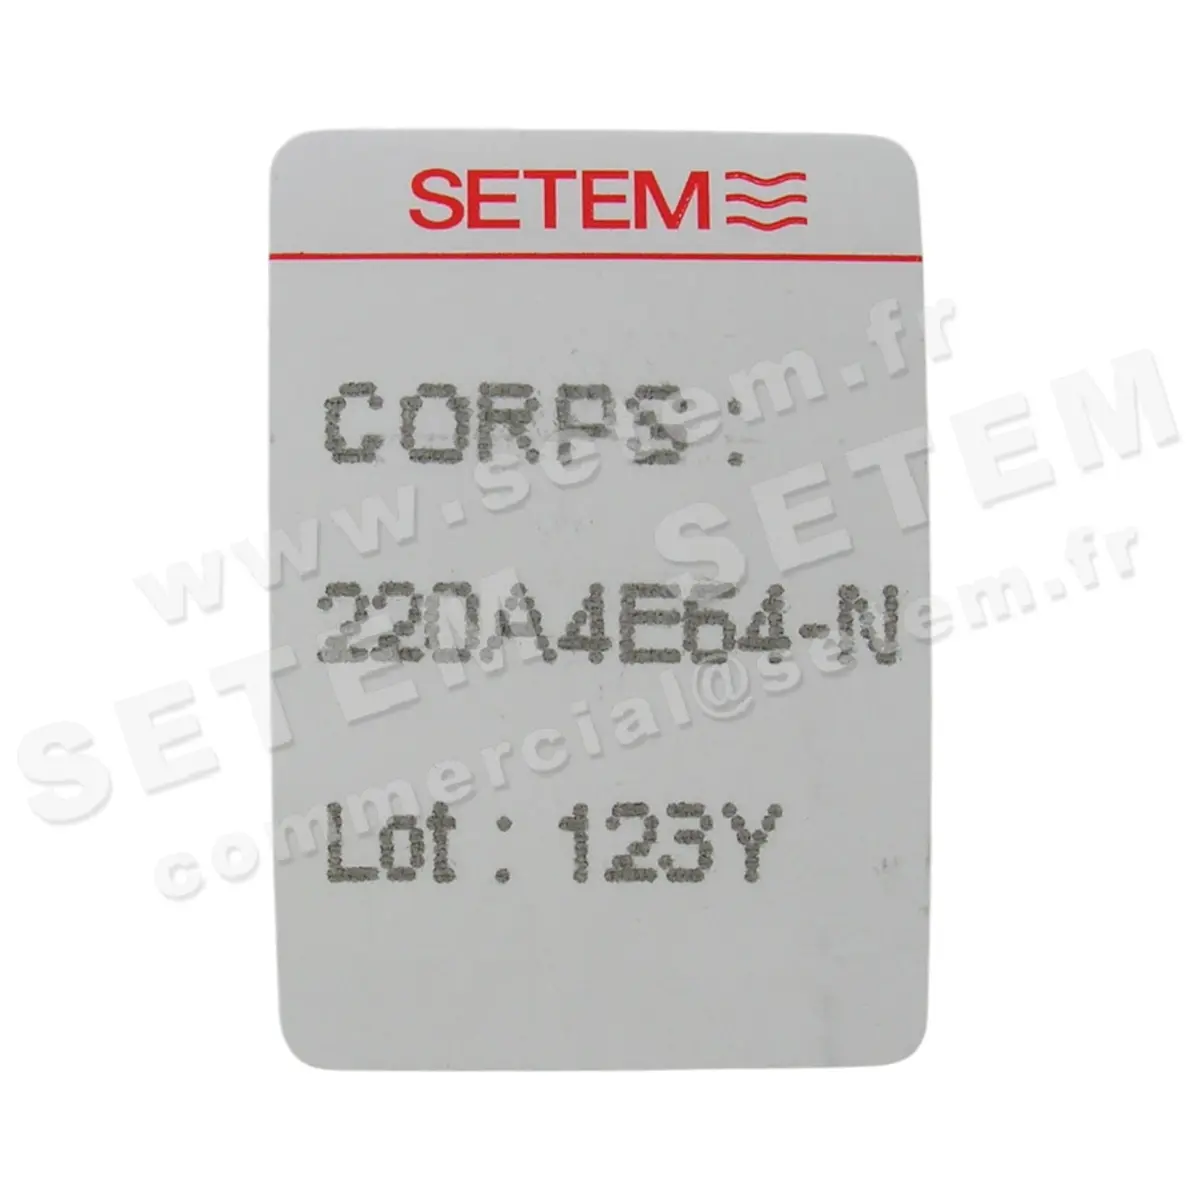 SETEM
CORPS :
220A4E64-N
Lot : 123Y
www.setem.fr
SETEM SETEM
commercial@setem.fr